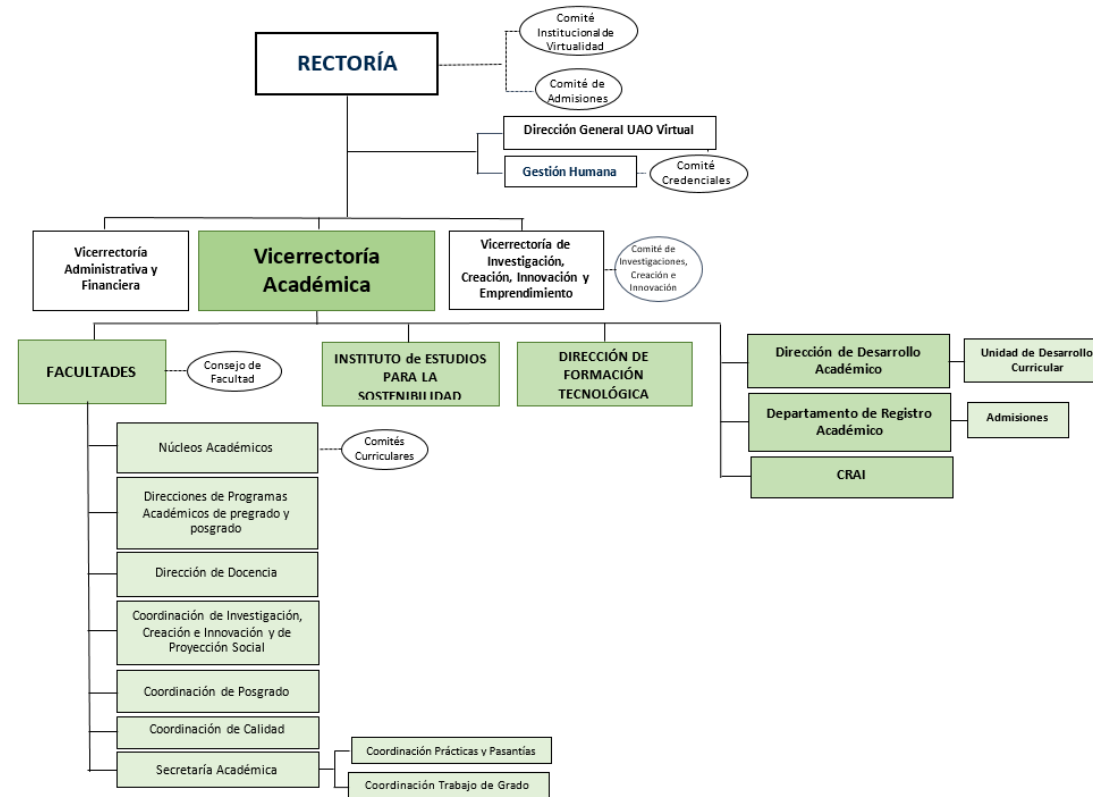 Comité
Institucional de
Virtualidad
RECTORÍA
Comité de
Admisiones
Dirección General UAO Virtual
Gestión Humana
Comité
Credenciales
Vicerrectoría
Administrativa y
Financiera
Vicerrectoría
Académica
Vicerrectoría de
Investigación,
Creación, Innovación y
Emprendimiento
Comité de
Investigaciones,
Creación e
Innovación
FACULTADES
Consejo de
Facultad
INSTITUTO de ESTUDIOS
PARA LA
SOSTENIBILIDAD
DIRECCIÓN DE
FORMACIÓN
TECNOLÓGICA
Dirección de Desarrollo
Académico
Unidad de Desarrollo
Curricular
Departamento de Registro
Académico
Admisiones
CRAI
Núcleos Académicos
Comités
Curriculares
Direcciones de Programas
Académicos de pregrado y
posgrado
Dirección de Docencia
Coordinación de Investigación,
Creación e Innovación y de
Proyección Social
Coordinación de Posgrado
Coordinación de Calidad
Secretaría Académica
Coordinación Prácticas y Pasantías
Coordinación Trabajo de Grado